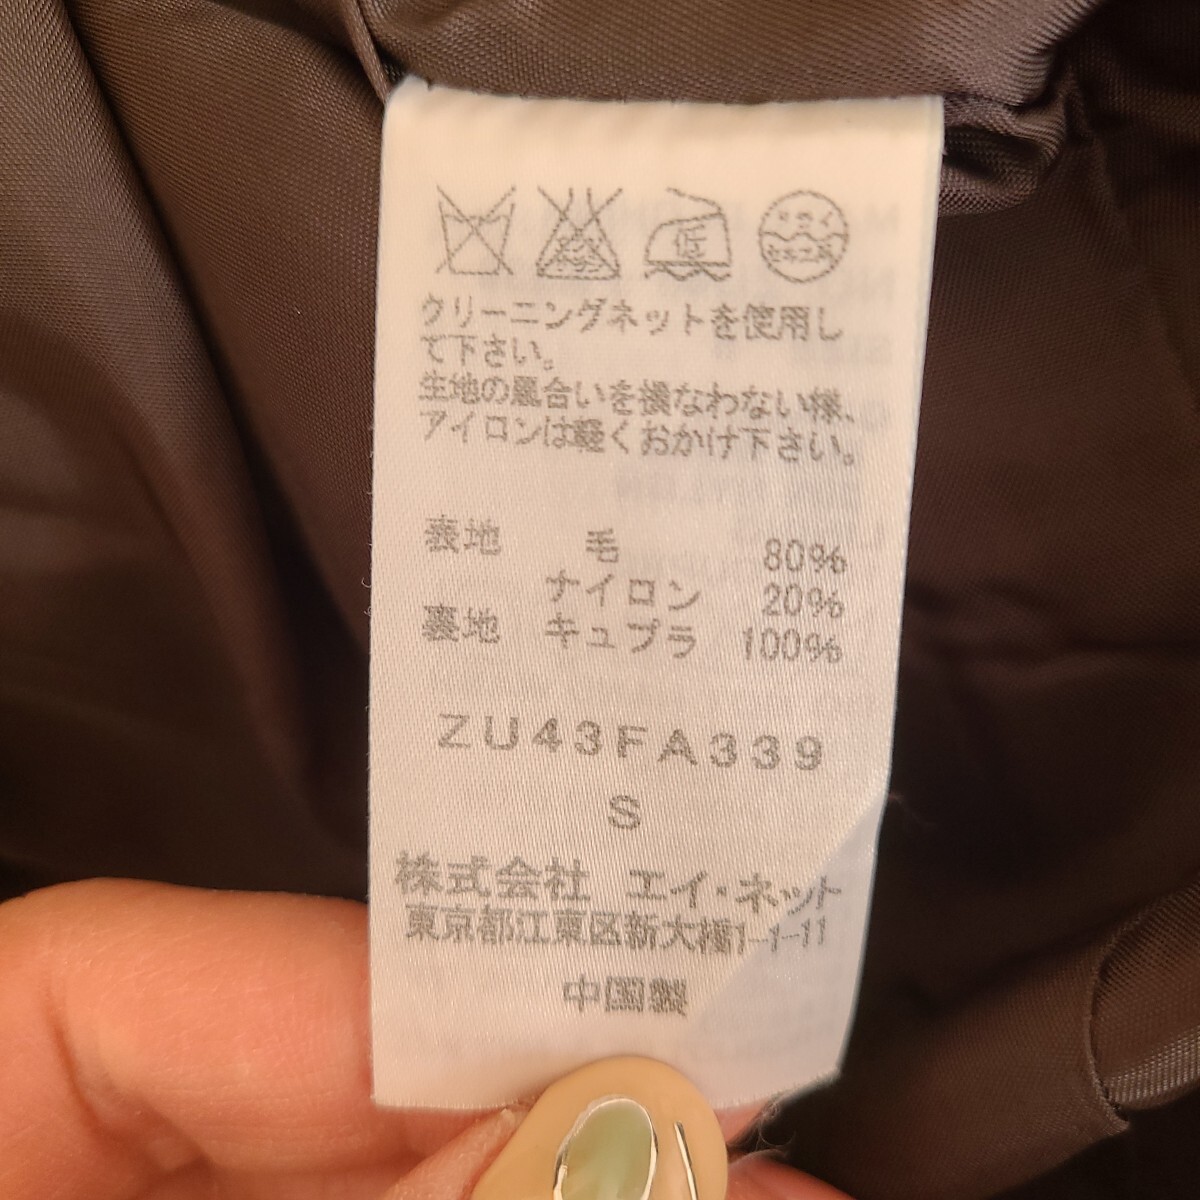 低
クリーニングネットを使用し
て下さい。
生地の風合いを損なわない様、
アイロンは軽くおかけ下さい。
表地 毛 80%
ナイロン 20%
裏地 キュプラ 100%
ZU43FA339
S
株式会社 エイ・ネット
東京都江東区新大橋1-1-11
中国製